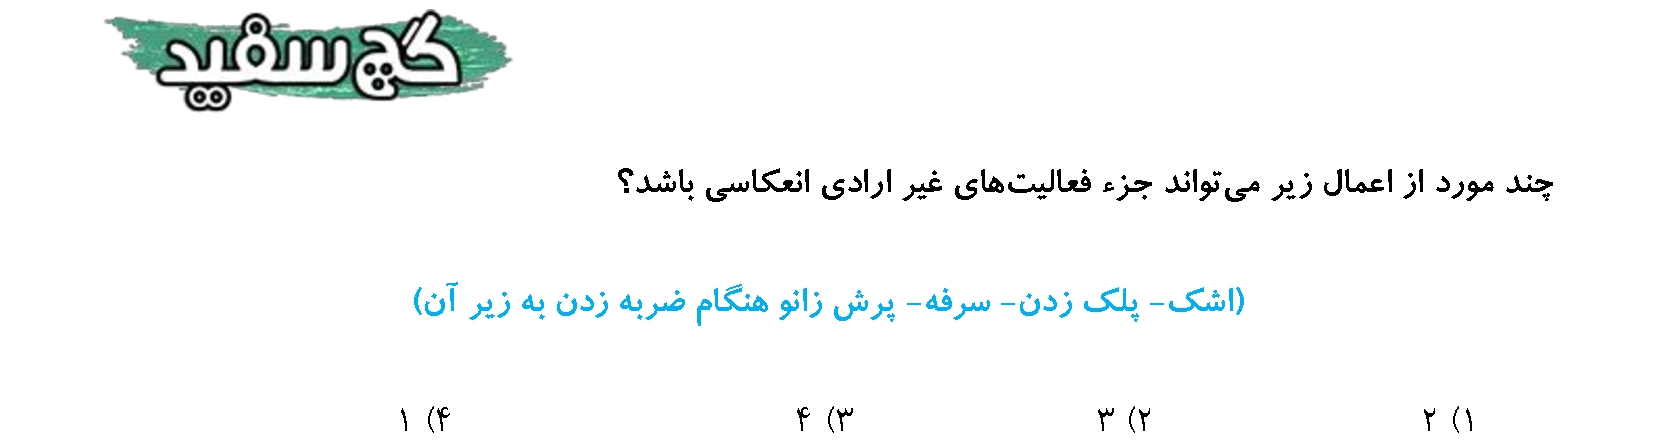 گچ سفید
چند مورد از اعمال زیر می‌تواند جزء فعالیت‌های غیر ارادی انعکاسی باشد؟
(اشک- پلک زدن- سرفه- پرش زانو هنگام ضربه زدن به زیر آن)
۱) ۲ ۲) ۳ ۳) ۴ ۴) ۱